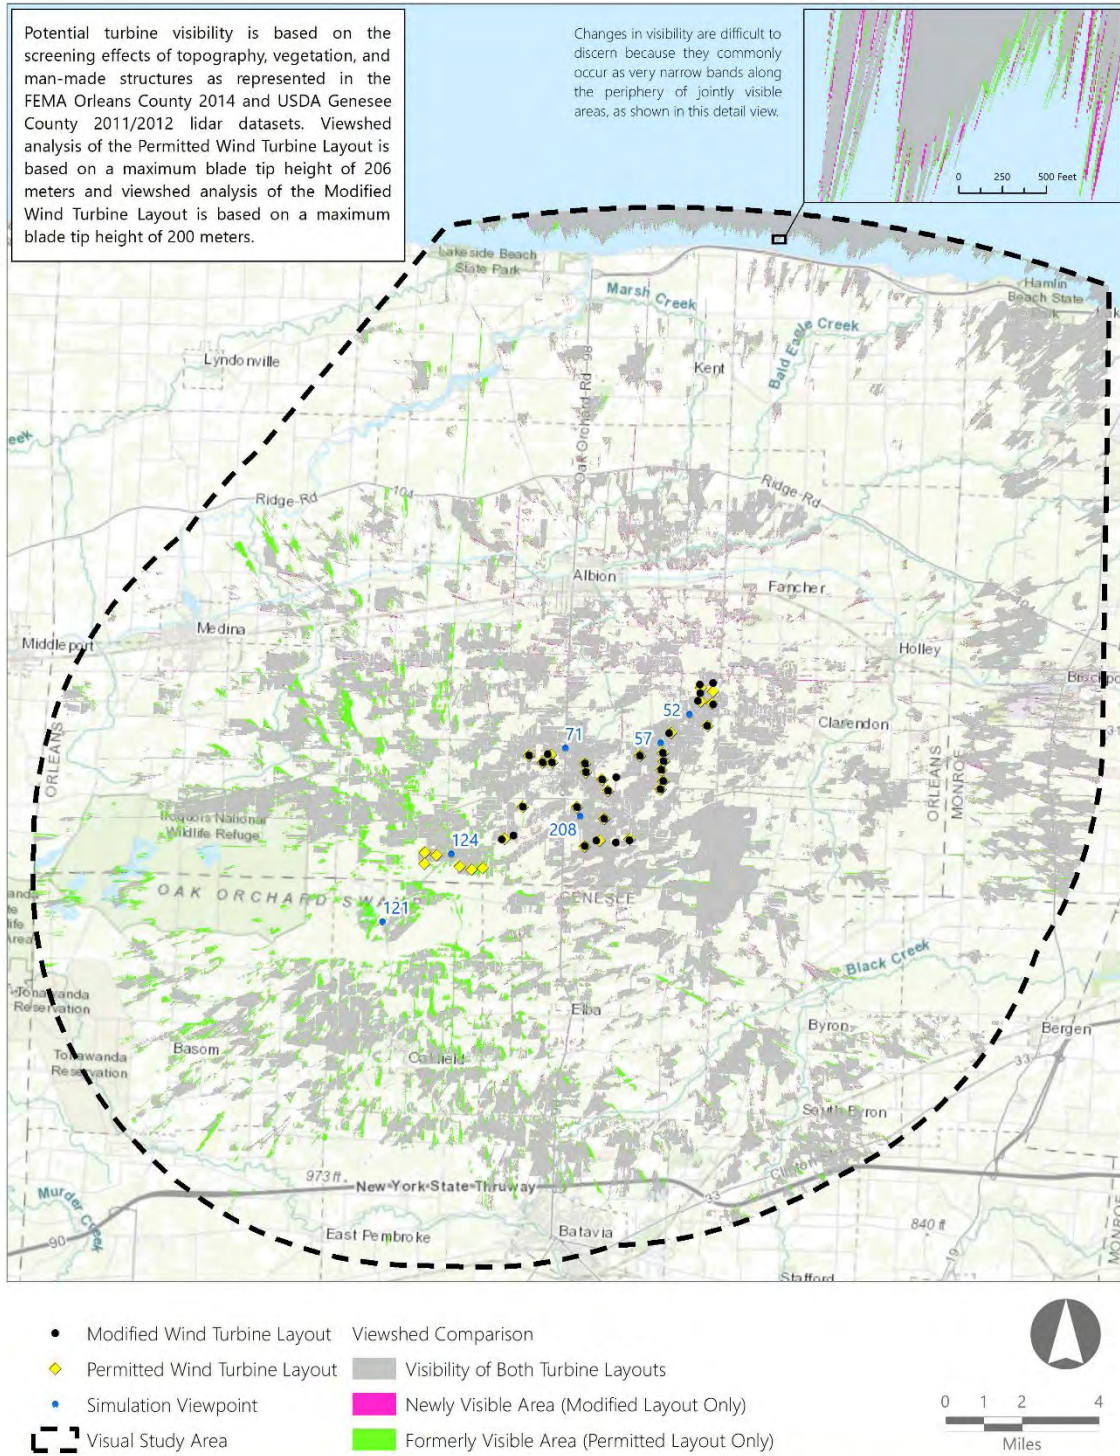 Potential turbine visibility is based on the
screening effects of topography, vegetation, and
man-made structures as represented in the
FEMA Orleans County 2014 and USDA Genesee
County 2011/2012 lidar datasets. Viewshed
analysis of the Permitted Wind Turbine Layout is
based on a maximum blade tip height of 206
meters and viewshed analysis of the Modified
Wind Turbine Layout is based on a maximum
blade tip height of 200 meters.
Changes in visibility are difficult to
discern because they commonly
occur as very narrow bands along
the periphery of jointly visible
areas, as shown in this detail view.
0 250 500 Feet
Lakeside Beach
State Park
Marsh Creek
Hamlin
Beach State
Bald Eagle Creek
Lyndonville
Kent
Oak Orchard Rd
98
Ridge Rd
104
Ridge Rd
Albion
Fancher
Medina
Middleport
Holley
Brockpo
52
71
57
Clarendon
31
ORLEANS
ORLEANS
MONROE
Iroquois National
Wildlife Refuge
208
124
OAK ORCHARD SWA
GENESEE
121
Black Creek
Tonawanda
Reservation
Elba
Byron
Bergen
33
Basom
Oakfield
Tonawanda
Reservation
South Byron
973 ft
New York State Thruway
33
Murder Creek
90
East Pembroke
Batavia
840 ft
19
Stafford
MONROE
Modified Wind Turbine Layout
Permitted Wind Turbine Layout
Simulation Viewpoint
Visual Study Area
Viewshed Comparison
Visibility of Both Turbine Layouts
Newly Visible Area (Modified Layout Only)
Formerly Visible Area (Permitted Layout Only)
0 1 2 4
Miles